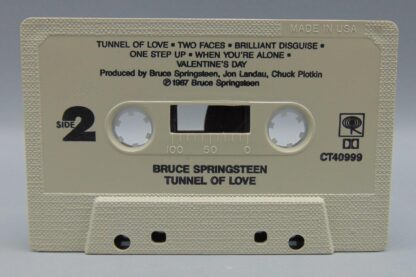 MADE IN USA
TUNNEL OF LOVE ▪ TWO FACES ▪ BRILLIANT DISGUISE
ONE STEP UP ▪ WHEN YOU'RE ALONE ▪
VALENTINE'S DAY
Produced by Bruce Springsteen, Jon Landau, Chuck Plotkin
℗ 1987 Bruce Springsteen
SIDE 2
100 50 0
CT40999
BRUCE SPRINGSTEEN
TUNNEL OF LOVE